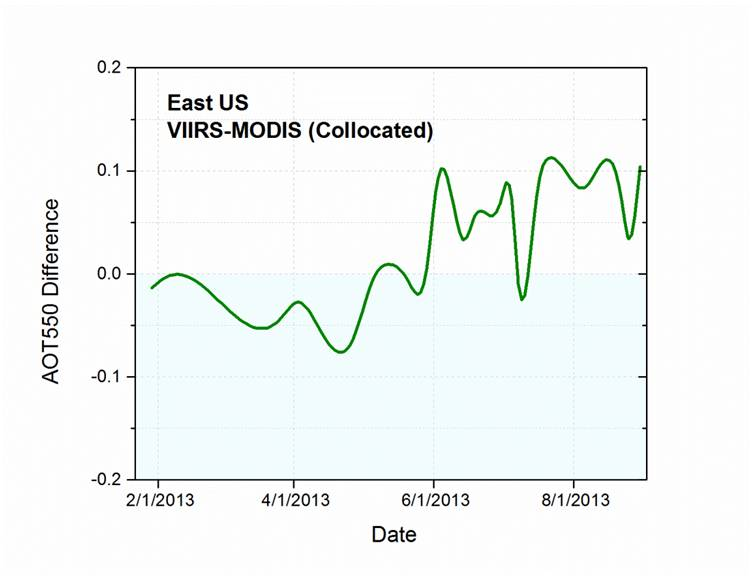 East US
VIIRS-MODIS (Collocated)
AOT550 Difference
0.2
0.1
0.0
-0.1
-0.2
2/1/2013 4/1/2013 6/1/2013 8/1/2013
Date